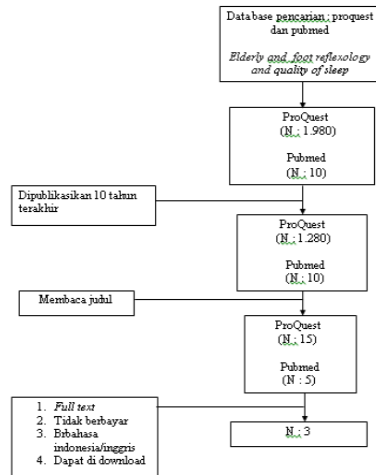 Database pencarian : proquest
dan pubmed
Elderly and foot reflexology
and quality of sleep
ProQuest
(N : 1.980)
Pubmed
(N : 10)
Dipublikasikan 10 tahun
terakhir
ProQuest
(N : 1.280)
Pubmed
(N : 10)
Membaca judul
ProQuest
(N : 15)
Pubmed
(N : 5)
1. Full text
2. Tidak berbayar
3. Brbahasa
indonesia/inggris
4. Dapat di download
N : 3